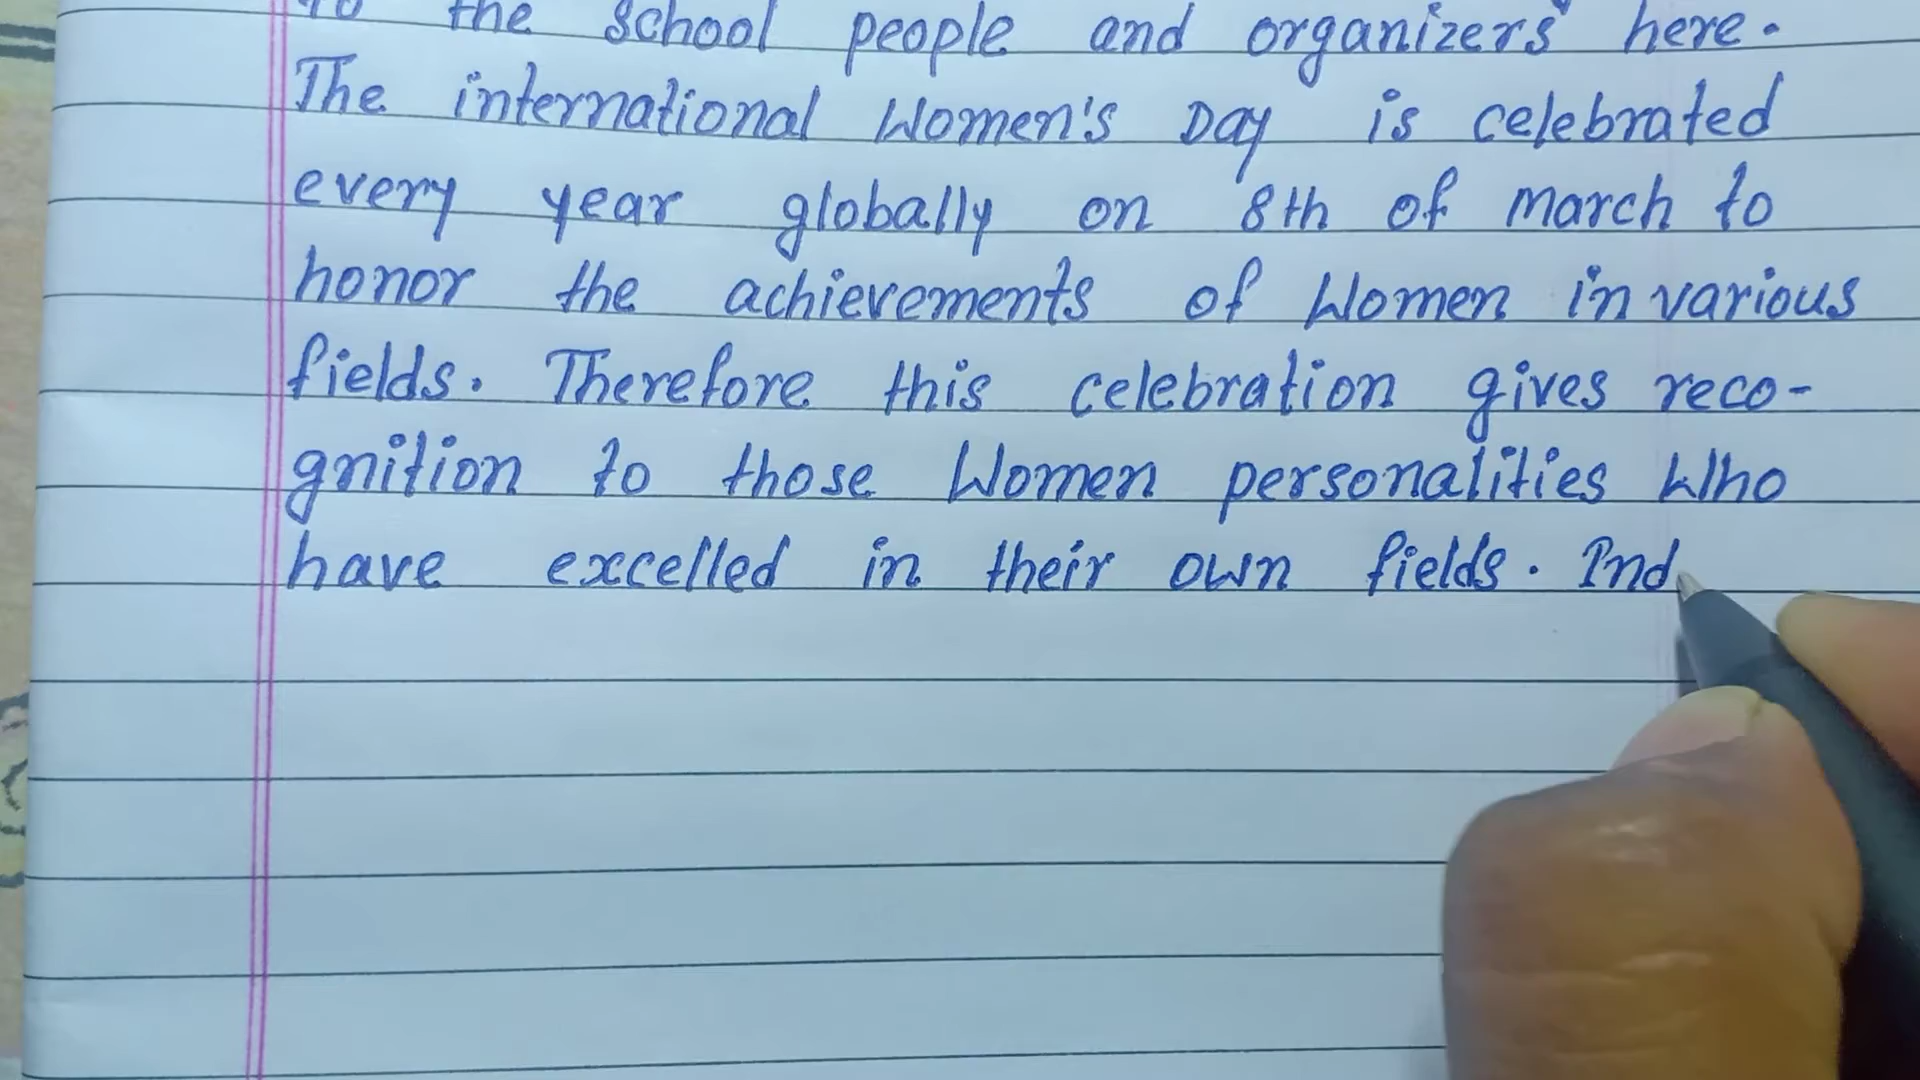 to the school people and organizers here.
The international Women's Day is celebrated
every year globally on 8th of march to
honor the achievements of Women in various
fields. Therefore this celebration gives reco-
gnition to those Women personalities Who
have excelled in their own fields. Ind